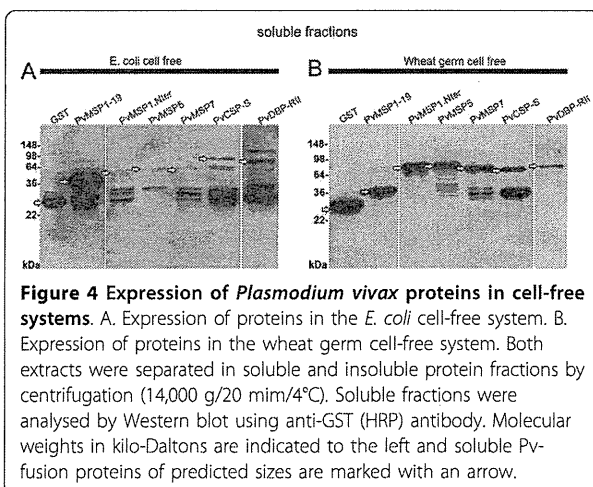 soluble fractions
E. coli cell free
Wheat germ cell free
A
B
GST PvMSP1-19 PvMSP1.Nter PvMSP5 PvMSP7 PvCSP-S PvDBP-RII
GST PvMSP1-19 PvMSP1.Nter PvMSP5 PvMSP7 PvCSP-S PvDBP-RII
148-
98-
64-
36-
22-
kDa
148-
98-
64-
36-
22-
kDa
Figure 4 Expression of Plasmodium vivax proteins in cell-free
systems. A. Expression of proteins in the E. coli cell-free system. B.
Expression of proteins in the wheat germ cell-free system. Both
extracts were separated in soluble and insoluble protein fractions by
centrifugation (14,000 g/20 mim/4°C). Soluble fractions were
analysed by Western blot using anti-GST (HRP) antibody. Molecular
weights in kilo-Daltons are indicated to the left and soluble Pv-
fusion proteins of predicted sizes are marked with an arrow.